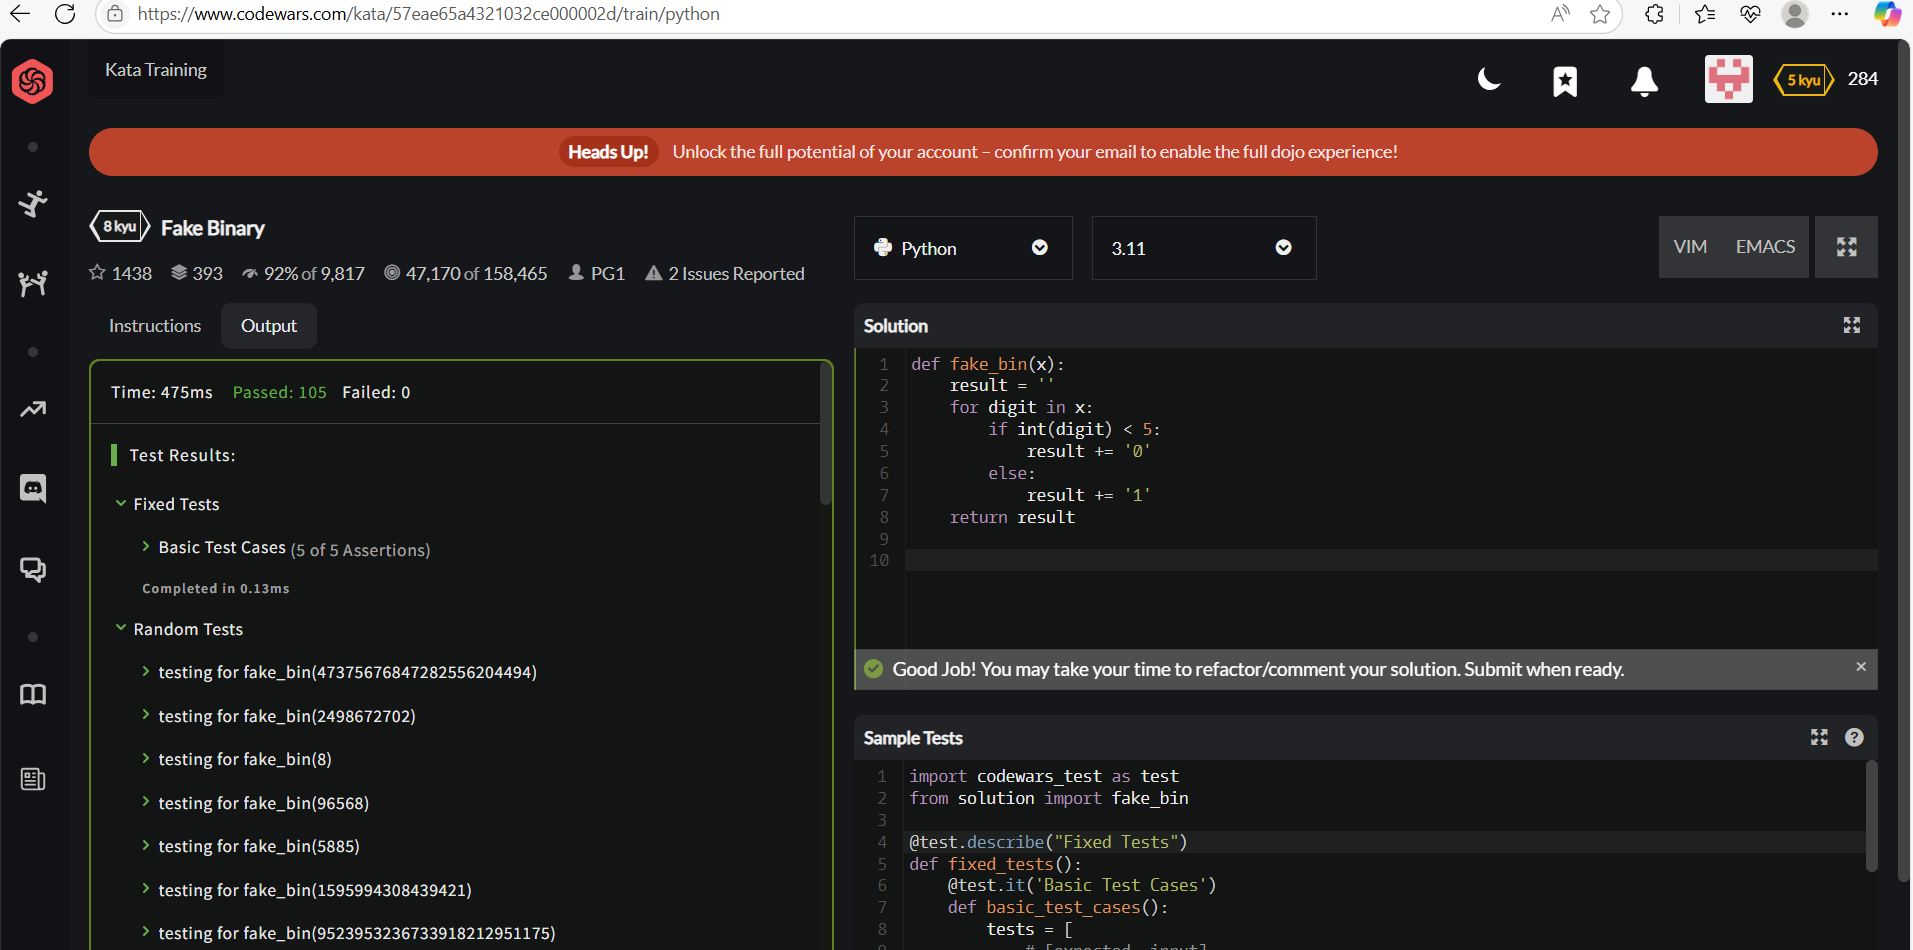 https://www.codewars.com/kata/57eae65a4321032ce000002d/train/python
Kata Training
5 kyu 284
Heads Up! Unlock the full potential of your account – confirm your email to enable the full dojo experience!
8 kyu Fake Binary
1438 393 92% of 9,817 47,170 of 158,465 PG1 2 Issues Reported
Instructions Output
Time: 475ms Passed: 105 Failed: 0
Test Results:
Fixed Tests
Basic Test Cases (5 of 5 Assertions)
Completed in 0.13ms
Random Tests
testing for fake_bin(47375676847282556204494)
testing for fake_bin(2498672702)
testing for fake_bin(8)
testing for fake_bin(96568)
testing for fake_bin(5885)
testing for fake_bin(1595994308439421)
testing for fake_bin(9523953236733918212951175)
Python 3.11 VIM EMACS
Solution
1 def fake_bin(x):
2 result = ''
3 for digit in x:
4 if int(digit) < 5:
5 result += '0'
6 else:
7 result += '1'
8 return result
9
10
Good Job! You may take your time to refactor/comment your solution. Submit when ready. ×
Sample Tests ?
1 import codewars_test as test
2 from solution import fake_bin
3
4 @test.describe("Fixed Tests")
5 def fixed_tests():
6 @test.it('Basic Test Cases')
7 def basic_test_cases():
8 tests = [
9 # [expected, input]